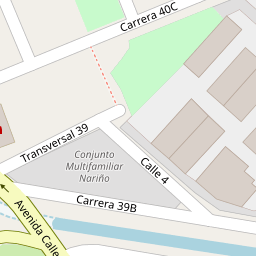 Carrera 40C
Transversal 39
Conjunto
Multifamiliar
Nariño
Calle 4
Carrera 39B
Avenida Calle